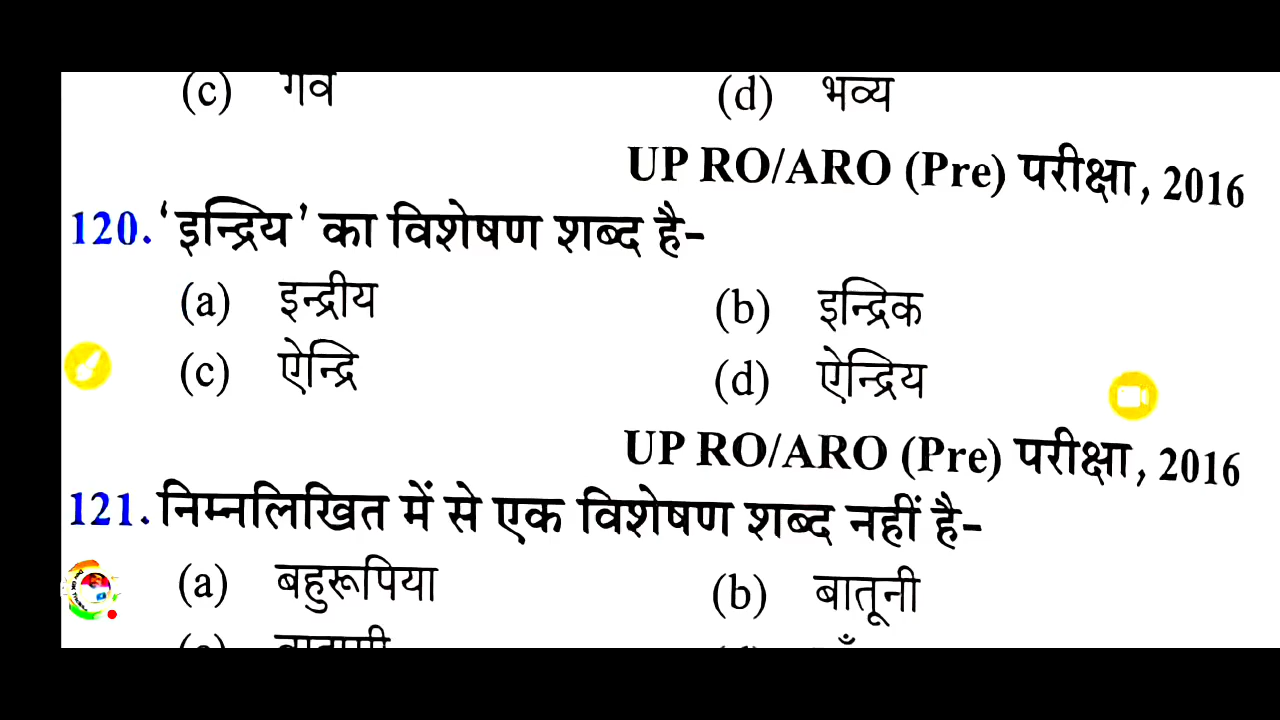 (c) गर्व (d) भव्य
UP RO/ARO (Pre) परीक्षा, 2016
120. 'इन्द्रिय' का विशेषण शब्द है-
(a) इन्द्रीय (b) इन्द्रिक
(c) ऐन्द्रि (d) ऐन्द्रिय
UP RO/ARO (Pre) परीक्षा, 2016
121. निम्नलिखित में से एक विशेषण शब्द नहीं है-
(a) बहुरूपिया (b) बातूनी